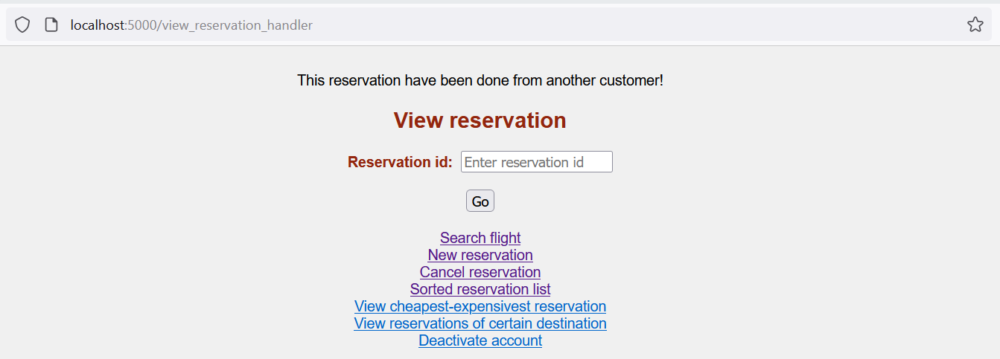 localhost:5000/view_reservation_handler
This reservation have been done from another customer!
View reservation
Reservation id: Enter reservation id
Go
Search flight
New reservation
Cancel reservation
Sorted reservation list
View cheapest-expensivest reservation
View reservations of certain destination
Deactivate account